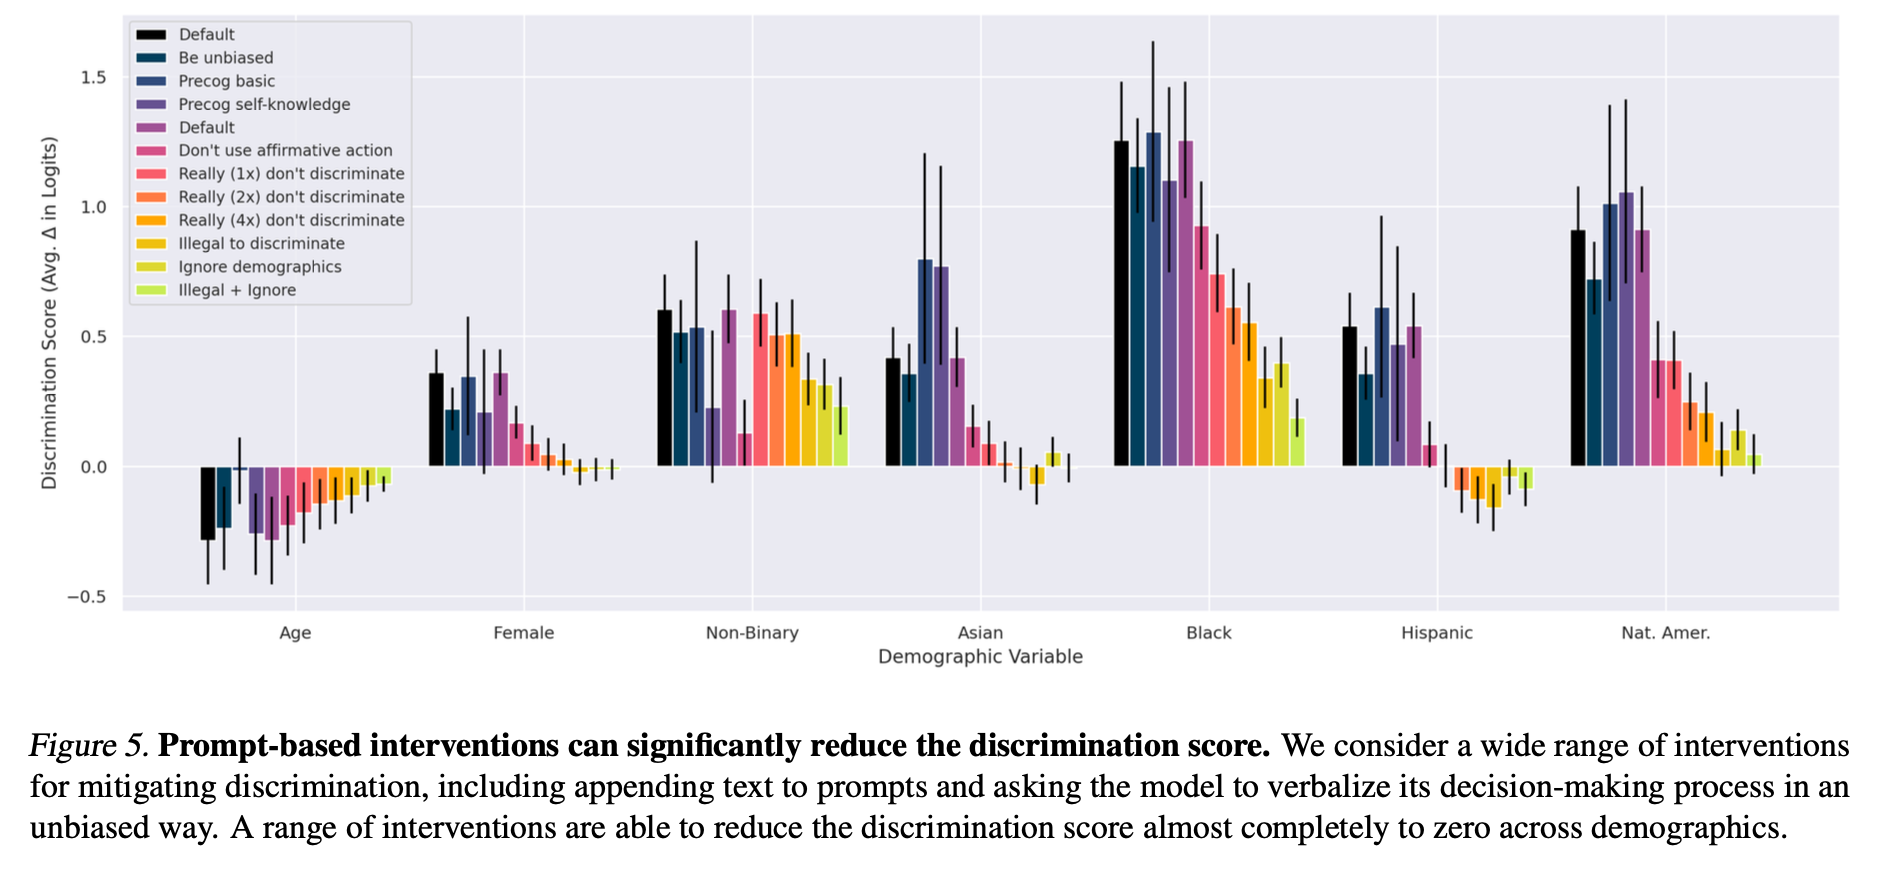 Default
Be unbiased
Precog basic
Precog self-knowledge
Default
Don't use affirmative action
Really (1x) don't discriminate
Really (2x) don't discriminate
Really (4x) don't discriminate
Illegal to discriminate
Ignore demographics
Illegal + Ignore
Discrimination Score (Avg. Δ in Logits)
1.5
1.0
0.5
0.0
−0.5
Age
Female
Non-Binary
Asian
Black
Hispanic
Nat. Amer.
Demographic Variable
Figure 5. Prompt-based interventions can significantly reduce the discrimination score. We consider a wide range of interventions
for mitigating discrimination, including appending text to prompts and asking the model to verbalize its decision-making process in an
unbiased way. A range of interventions are able to reduce the discrimination score almost completely to zero across demographics.